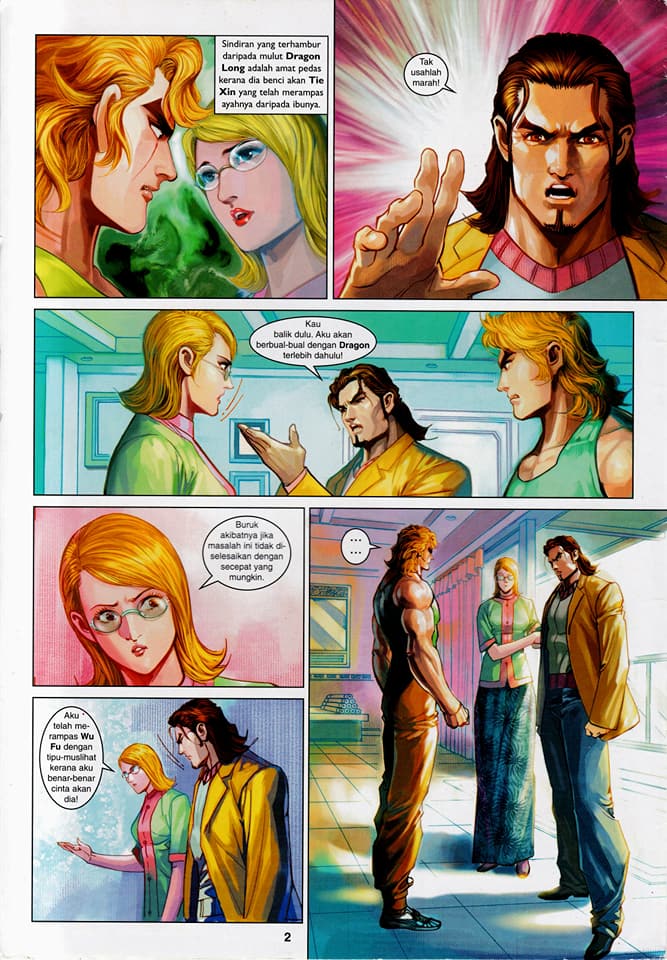 Sindiran yang terhambur
daripada mulut Dragon
Long adalah amat pedas
kerana dia benci akan Tie
Xin yang telah merampas
ayahnya daripada ibunya.
Tak
usahlah
marah!
Kau
balik dulu. Aku akan
berbual-bual dengan Dragon
terlebih dahulu!
Buruk
akibatnya jika
masalah ini tidak di-
selesaikan dengan
secepat yang
mungkin.
...
...
Aku
telah me-
rampas Wu
Fu dengan
tipu-muslihat
kerana aku
benar-benar
cinta akan
dia!
2